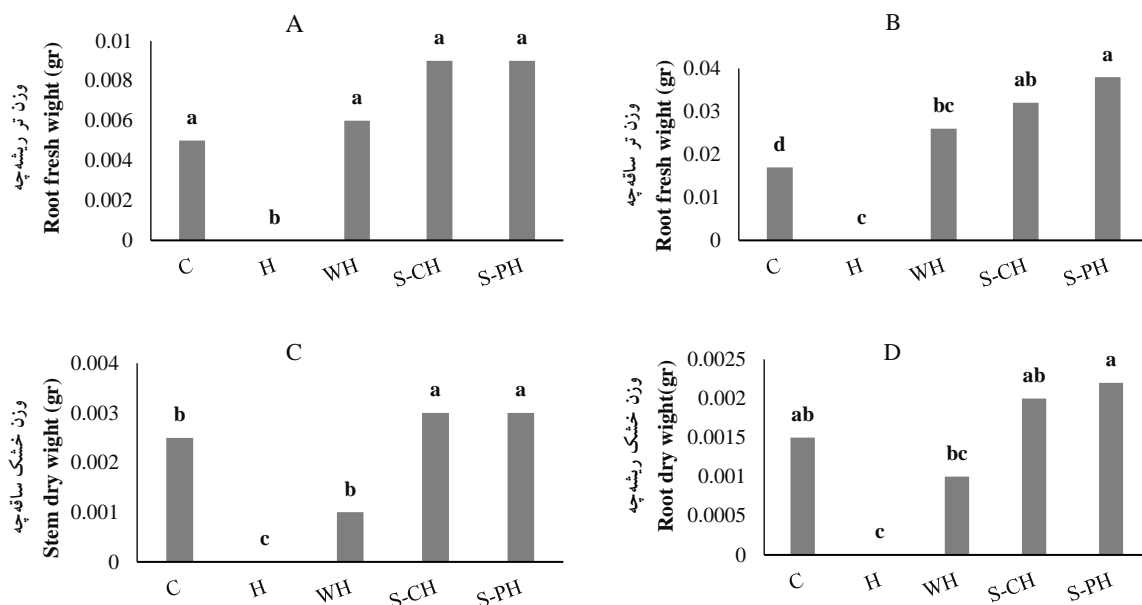 A
وزن تر ریشه‌چه
Root fresh wight (gr)
0.01
0.008
0.006
0.004
0.002
0
a
b
a
a
a
C
H
WH
S-CH
S-PH
B
وزن تر ساقه‌چه
Root fresh wight (gr)
0.04
0.03
0.02
0.01
0
d
c
bc
ab
a
C
H
WH
S-CH
S-PH
C
وزن خشک ساقه‌چه
Stem dry wight (gr)
0.004
0.003
0.002
0.001
0
b
c
b
a
a
C
H
WH
S-CH
S-PH
D
وزن خشک ریشه‌چه
Root dry wight(gr)
0.0025
0.002
0.0015
0.001
0.0005
0
ab
c
bc
ab
a
C
H
WH
S-CH
S-PH